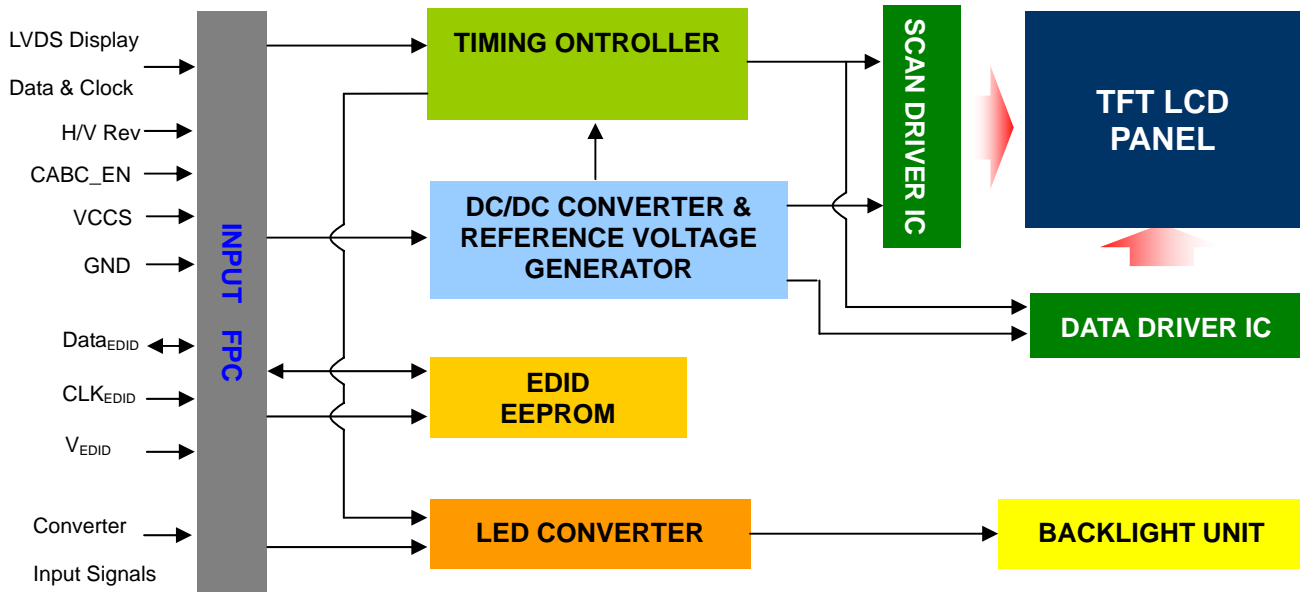 LVDS Display
Data & Clock
H/V Rev
CABC_EN
VCCS
GND
DataEDID
CLKEDID
VEDID
Converter
Input Signals
INPUT FPC
TIMING ONTROLLER
DC/DC CONVERTER &
REFERENCE VOLTAGE
GENERATOR
EDID
EEPROM
LED CONVERTER
SCAN DRIVER IC
TFT LCD
PANEL
DATA DRIVER IC
BACKLIGHT UNIT